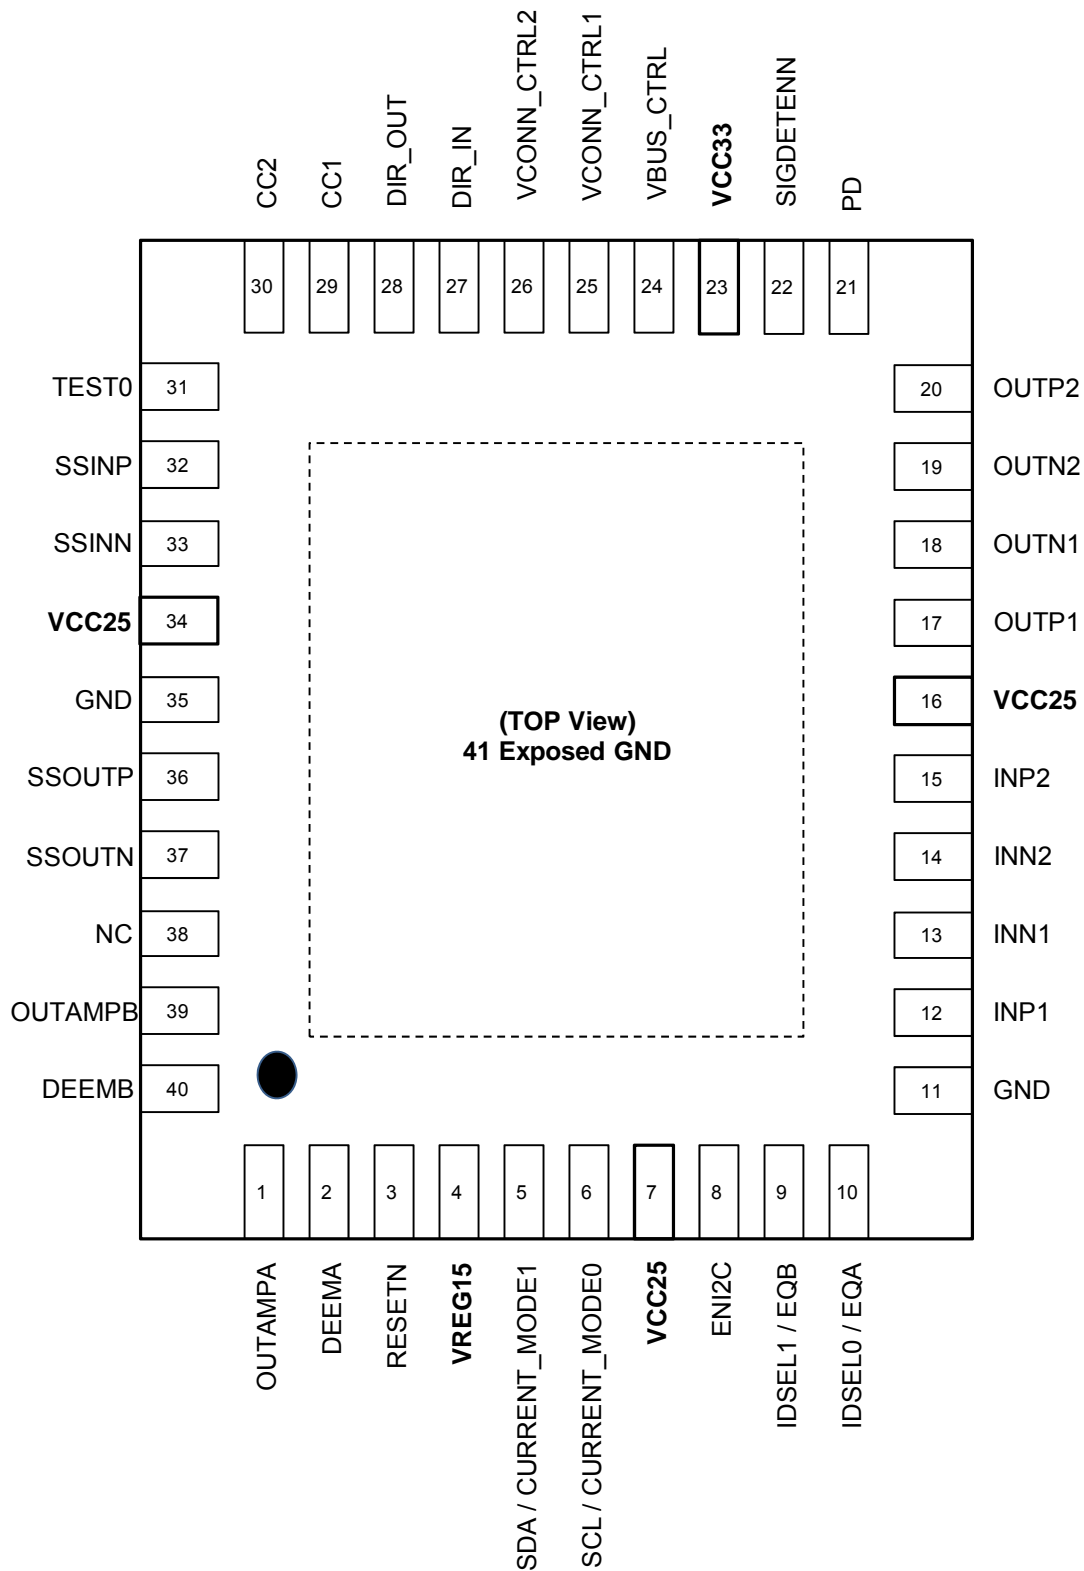 CC2
CC1
DIR_OUT
DIR_IN
VCONN_CTRL2
VCONN_CTRL1
VBUS_CTRL
VCC33
SIGDETENN
PD
30
29
28
27
26
25
24
23
22
21
TEST0
31
20
OUTP2
SSINP
32
19
OUTN2
SSINN
33
18
OUTN1
VCC25
34
17
OUTP1
GND
35
16
VCC25
(TOP View)
41 Exposed GND
SSOUTP
36
15
INP2
SSOUTN
37
14
INN2
NC
38
13
INN1
OUTAMPB
39
12
INP1
DEEMB
40
11
GND
1
2
3
4
5
6
7
8
9
10
OUTAMPA
DEEMA
RESETN
VREG15
SDA / CURRENT_MODE1
SCL / CURRENT_MODE0
VCC25
ENI2C
IDSEL1 / EQB
IDSEL0 / EQA